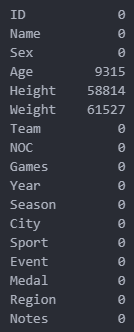 ID 0
Name 0
Sex 0
Age 9315
Height 58814
Weight 61527
Team 0
NOC 0
Games 0
Year 0
Season 0
City 0
Sport 0
Event 0
Medal 0
Region 0
Notes 0